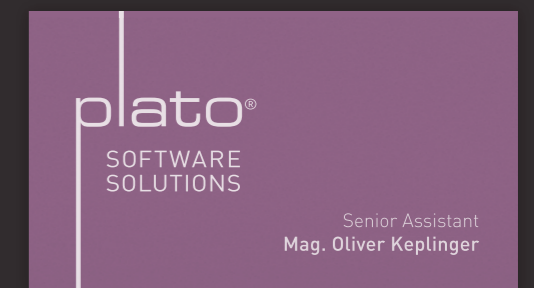 plato®
SOFTWARE
SOLUTIONS
Senior Assistant
Mag. Oliver Keplinger